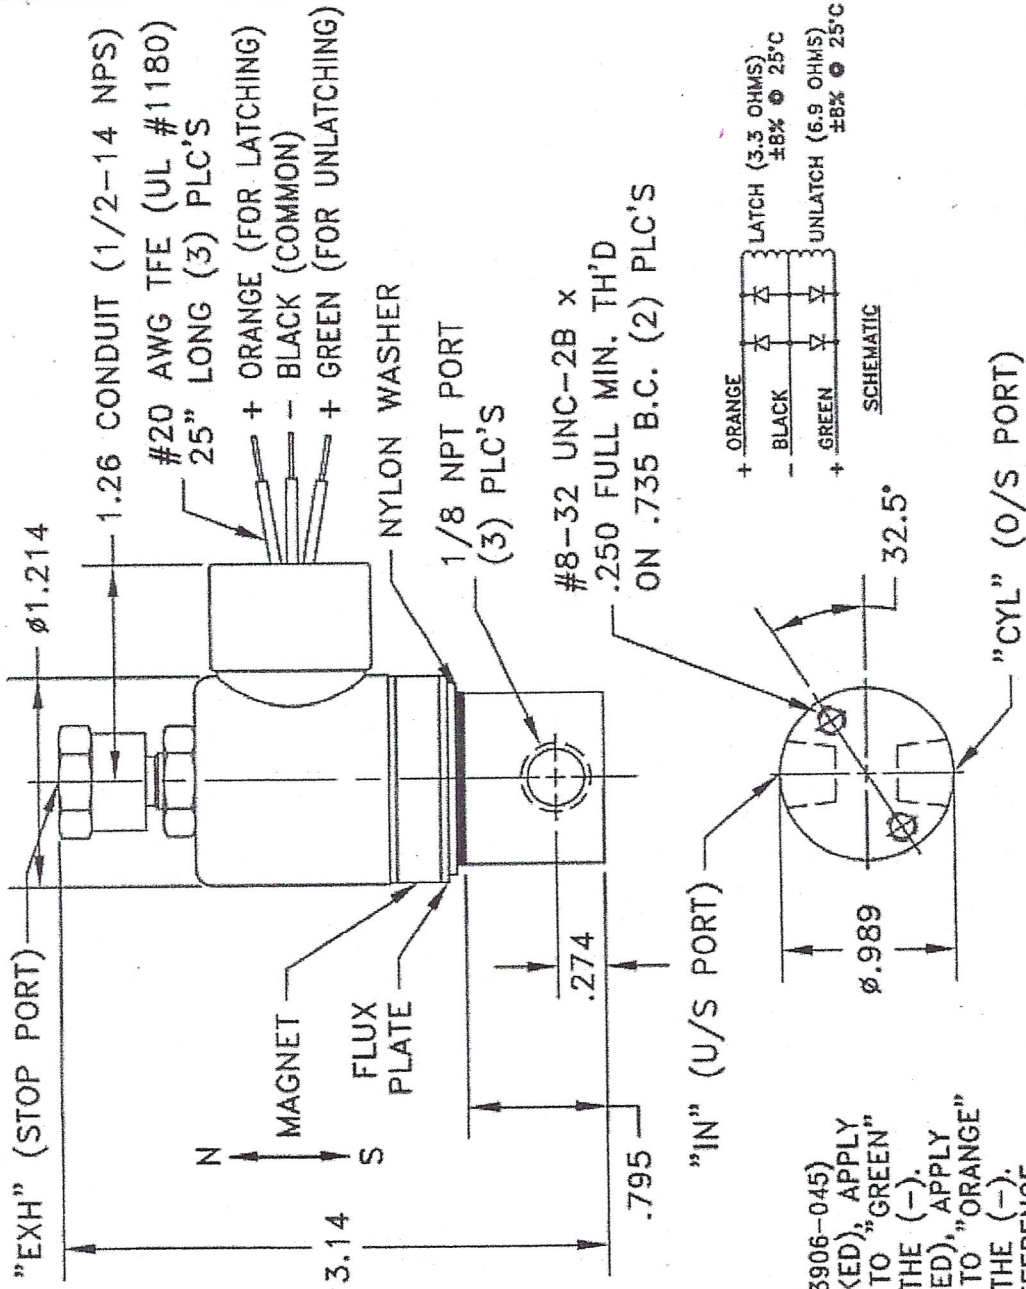 "EXH" (STOP PORT)
ø1.214
1.26 CONDUIT (1/2-14 NPS)
#20 AWG TFE (UL #1180)
25" LONG (3) PLC'S
+ ORANGE (FOR LATCHING)
- BLACK (COMMON)
+ GREEN (FOR UNLATCHING)
NYLON WASHER
1/8 NPT PORT
(3) PLC'S
N
S
MAGNET
FLUX
PLATE
3.14
.795
.274
#8-32 UNC-2B x
.250 FULL MIN. TH'D
ON .735 B.C. (2) PLC'S
"IN" (U/S PORT)
ø.989
32.5°
"CYL" (O/S PORT)
+ ORANGE
- BLACK
+ GREEN
LATCH (3.3 OHMS)
±8% @ 25°C
UNLATCH (6.9 OHMS)
±8% @ 25°C
SCHEMATIC
3906-045)
KED), APPLY
TO "GREEN"
THE (-).
ED), APPLY
TO "ORANGE"
THE (-).